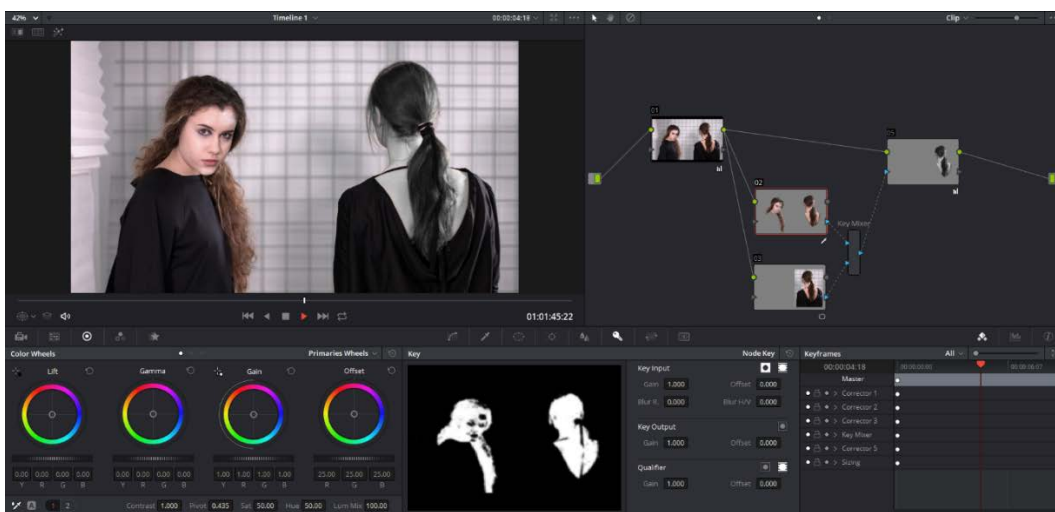 42% Timeline 1 00:00:04:18 Clip
01
02
03
05
Key Mixer
01:01:45:22
Color Wheels Primaries Wheels
Lift Gamma Gain Offset
0.00 0.00 0.00 0.00 0.00 0.00 0.00 0.00 1.00 1.00 1.00 1.00 25.00 25.00 25.00
Y R G B Y R G B Y R G B R G B
A 1 2 Contrast 1.000 Pivot 0.435 Sat 50.00 Hue 50.00 Lum Mix 100.00
Key Node Key
Key Input
Gain 1.000 Offset 0.000
Blur R. 0.000 Blur H/V. 0.000
Key Output
Gain 1.000 Offset 0.000
Qualifier
Gain 1.000 Offset 0.000
Keyframes All
00:00:04:18 00:00:00:00 00:00:06:07
Master
Corrector 1
Corrector 2
Corrector 3
Key Mixer
Corrector 5
Sizing